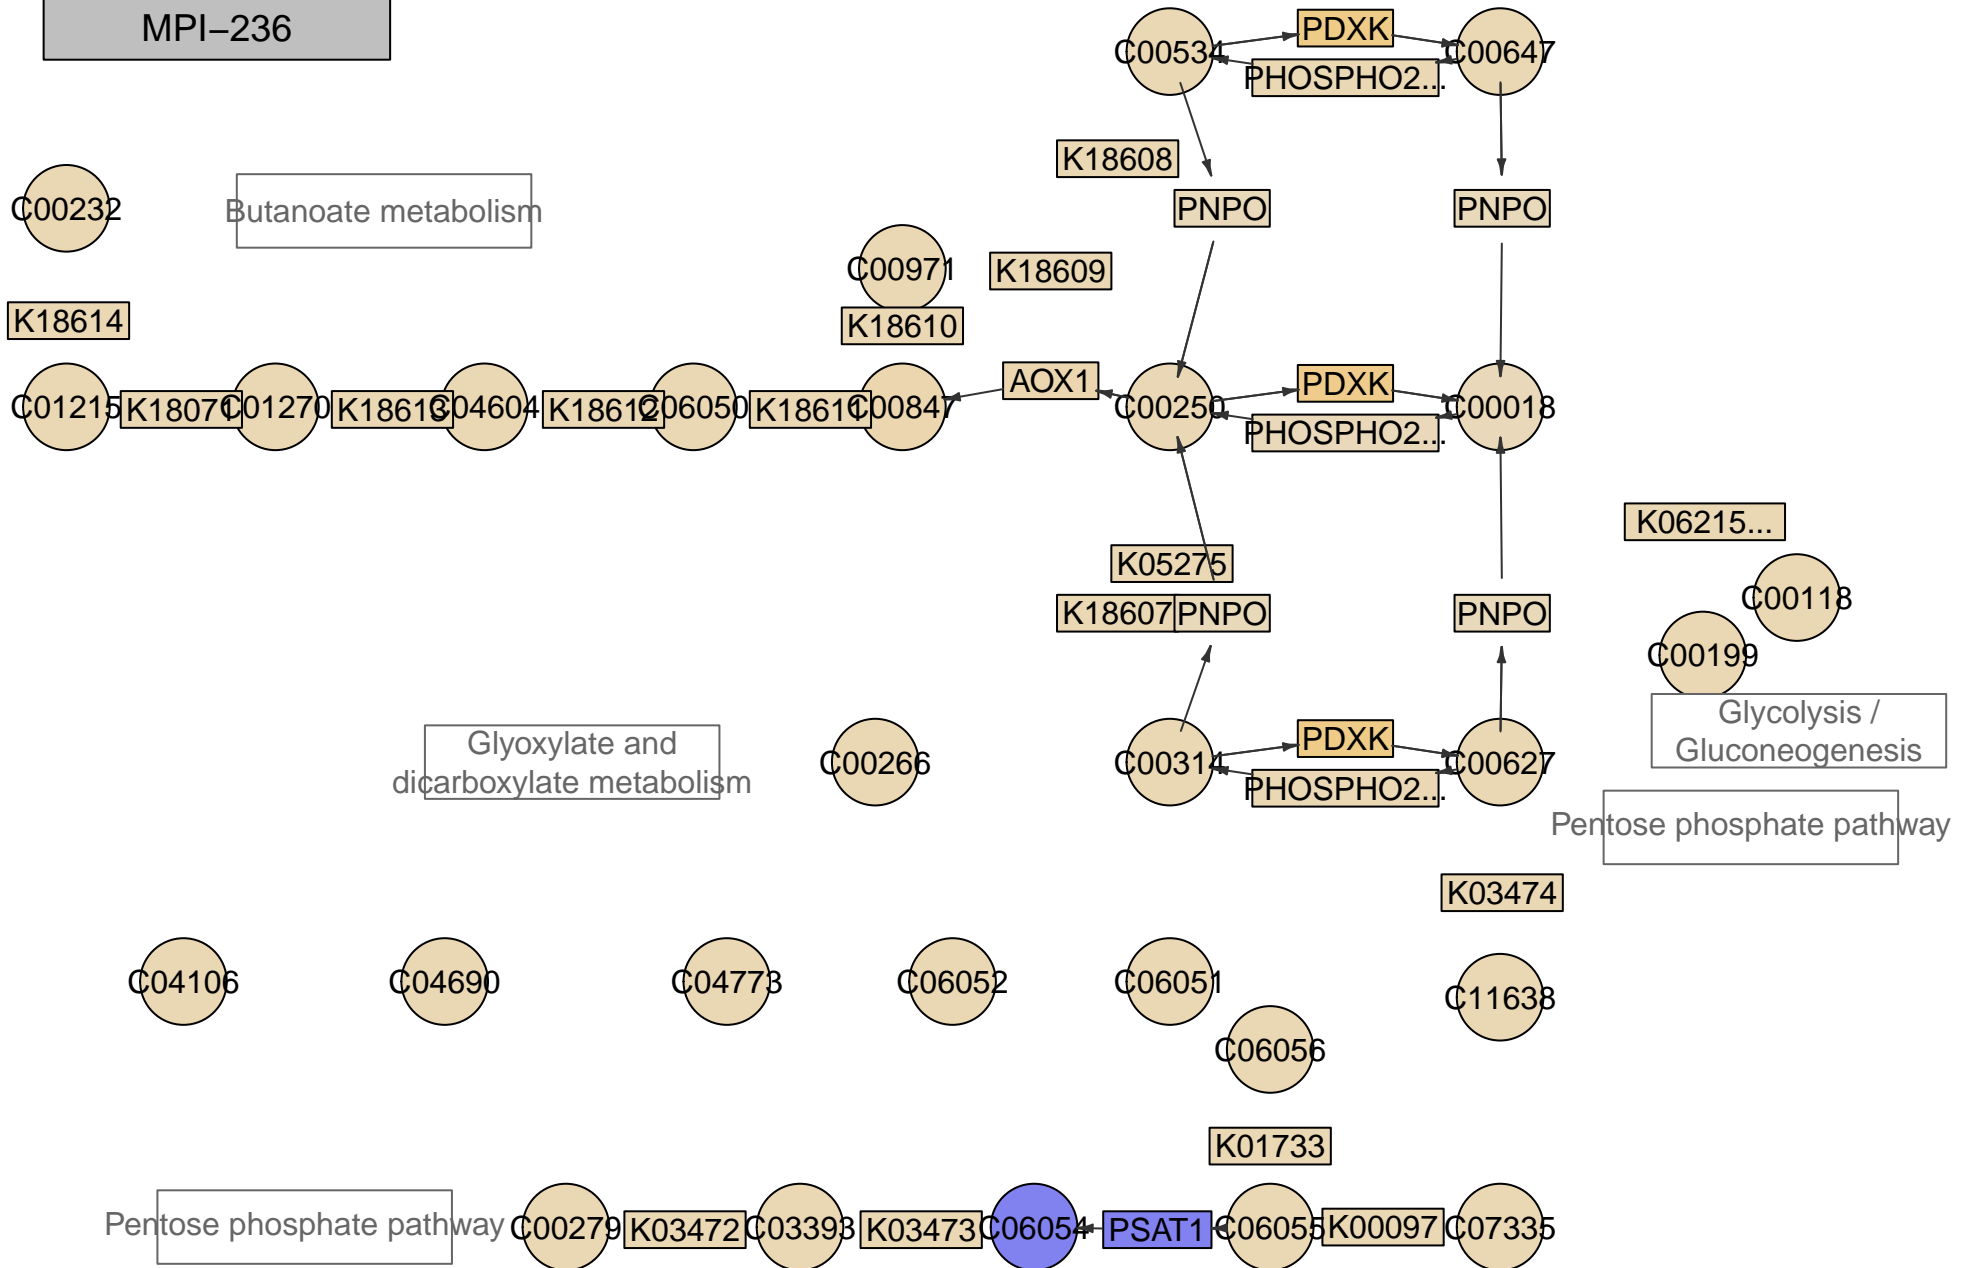 MPI−236
C00534
PDXK
C00647
PHOSPHO2...
K18608
C00232
Butanoate metabolism
PNPO
PNPO
C00971
K18609
K18614
K18610
AOX1
PDXK
C01215
K18071
C01270
K18613
C04604
K18612
C06050
K18611
C00847
C00250
C00018
PHOSPHO2...
K06215...
K05275
C00118
K18607
PNPO
PNPO
C00199
Glycolysis /
Gluconeogenesis
Glyoxylate and
dicarboxylate metabolism
C00266
C00314
PDXK
C00627
PHOSPHO2...
Pentose phosphate pathway
K03474
C04106
C04690
C04773
C06052
C06051
C11638
C06056
K01733
Pentose phosphate pathway
C00279
K03472
C03393
K03473
C06054
PSAT1
C06055
K00097
C07335